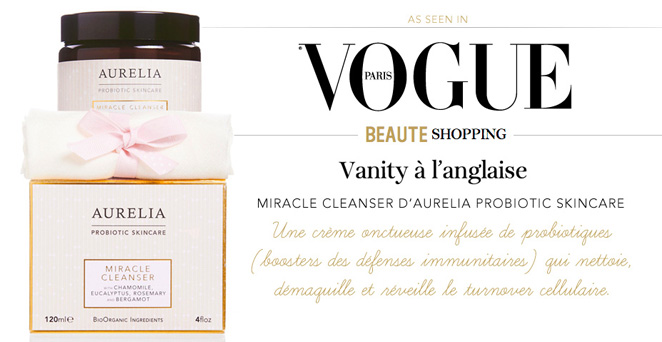 AURELIA
PROBIOTIC SKINCARE
MIRACLE CLEANSER
AURELIA
PROBIOTIC SKINCARE
MIRACLE
CLEANSER
WITH CHAMOMILE,
EUCALYPTUS, ROSEMARY
AND BERGAMOT
120ml℮ BIOORGANIC INGREDIENTS 4floz
AS SEEN IN
VOGUE
PARIS
BEAUTE SHOPPING
Vanity à l'anglaise
MIRACLE CLEANSER D'AURELIA PROBIOTIC SKINCARE
Une crème onctueuse infusée de probiotiques
(boosters des défenses immunitaires) qui nettoie,
démaquille et réveille le turnover cellulaire.